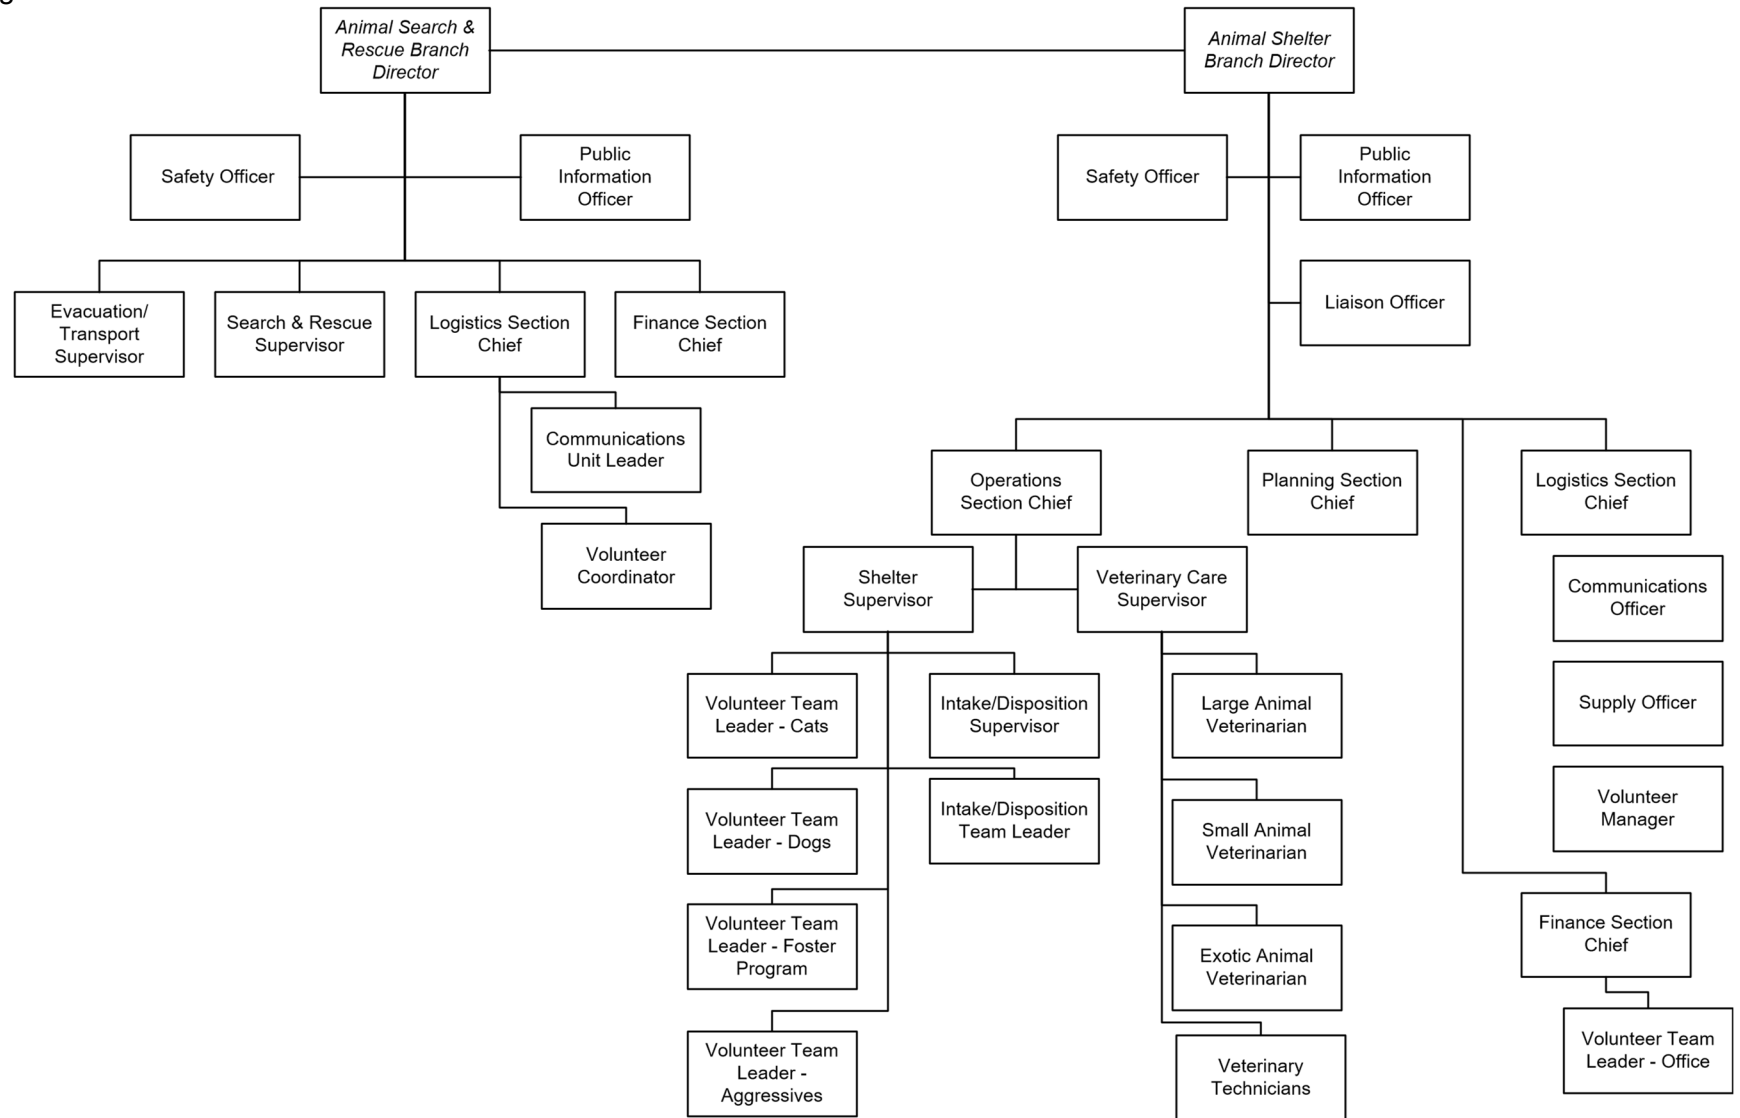 Animal Search &
Rescue Branch
Director
Animal Shelter
Branch Director
Safety Officer
Public
Information
Officer
Safety Officer
Public
Information
Officer
Liaison Officer
Evacuation/
Transport
Supervisor
Search & Rescue
Supervisor
Logistics Section
Chief
Finance Section
Chief
Communications
Unit Leader
Volunteer
Coordinator
Operations
Section Chief
Planning Section
Chief
Logistics Section
Chief
Shelter
Supervisor
Veterinary Care
Supervisor
Communications
Officer
Supply Officer
Volunteer
Manager
Volunteer Team
Leader - Cats
Intake/Disposition
Supervisor
Large Animal
Veterinarian
Volunteer Team
Leader - Dogs
Intake/Disposition
Team Leader
Small Animal
Veterinarian
Volunteer Team
Leader - Foster
Program
Exotic Animal
Veterinarian
Finance Section
Chief
Volunteer Team
Leader -
Aggressives
Veterinary
Technicians
Volunteer Team
Leader - Office